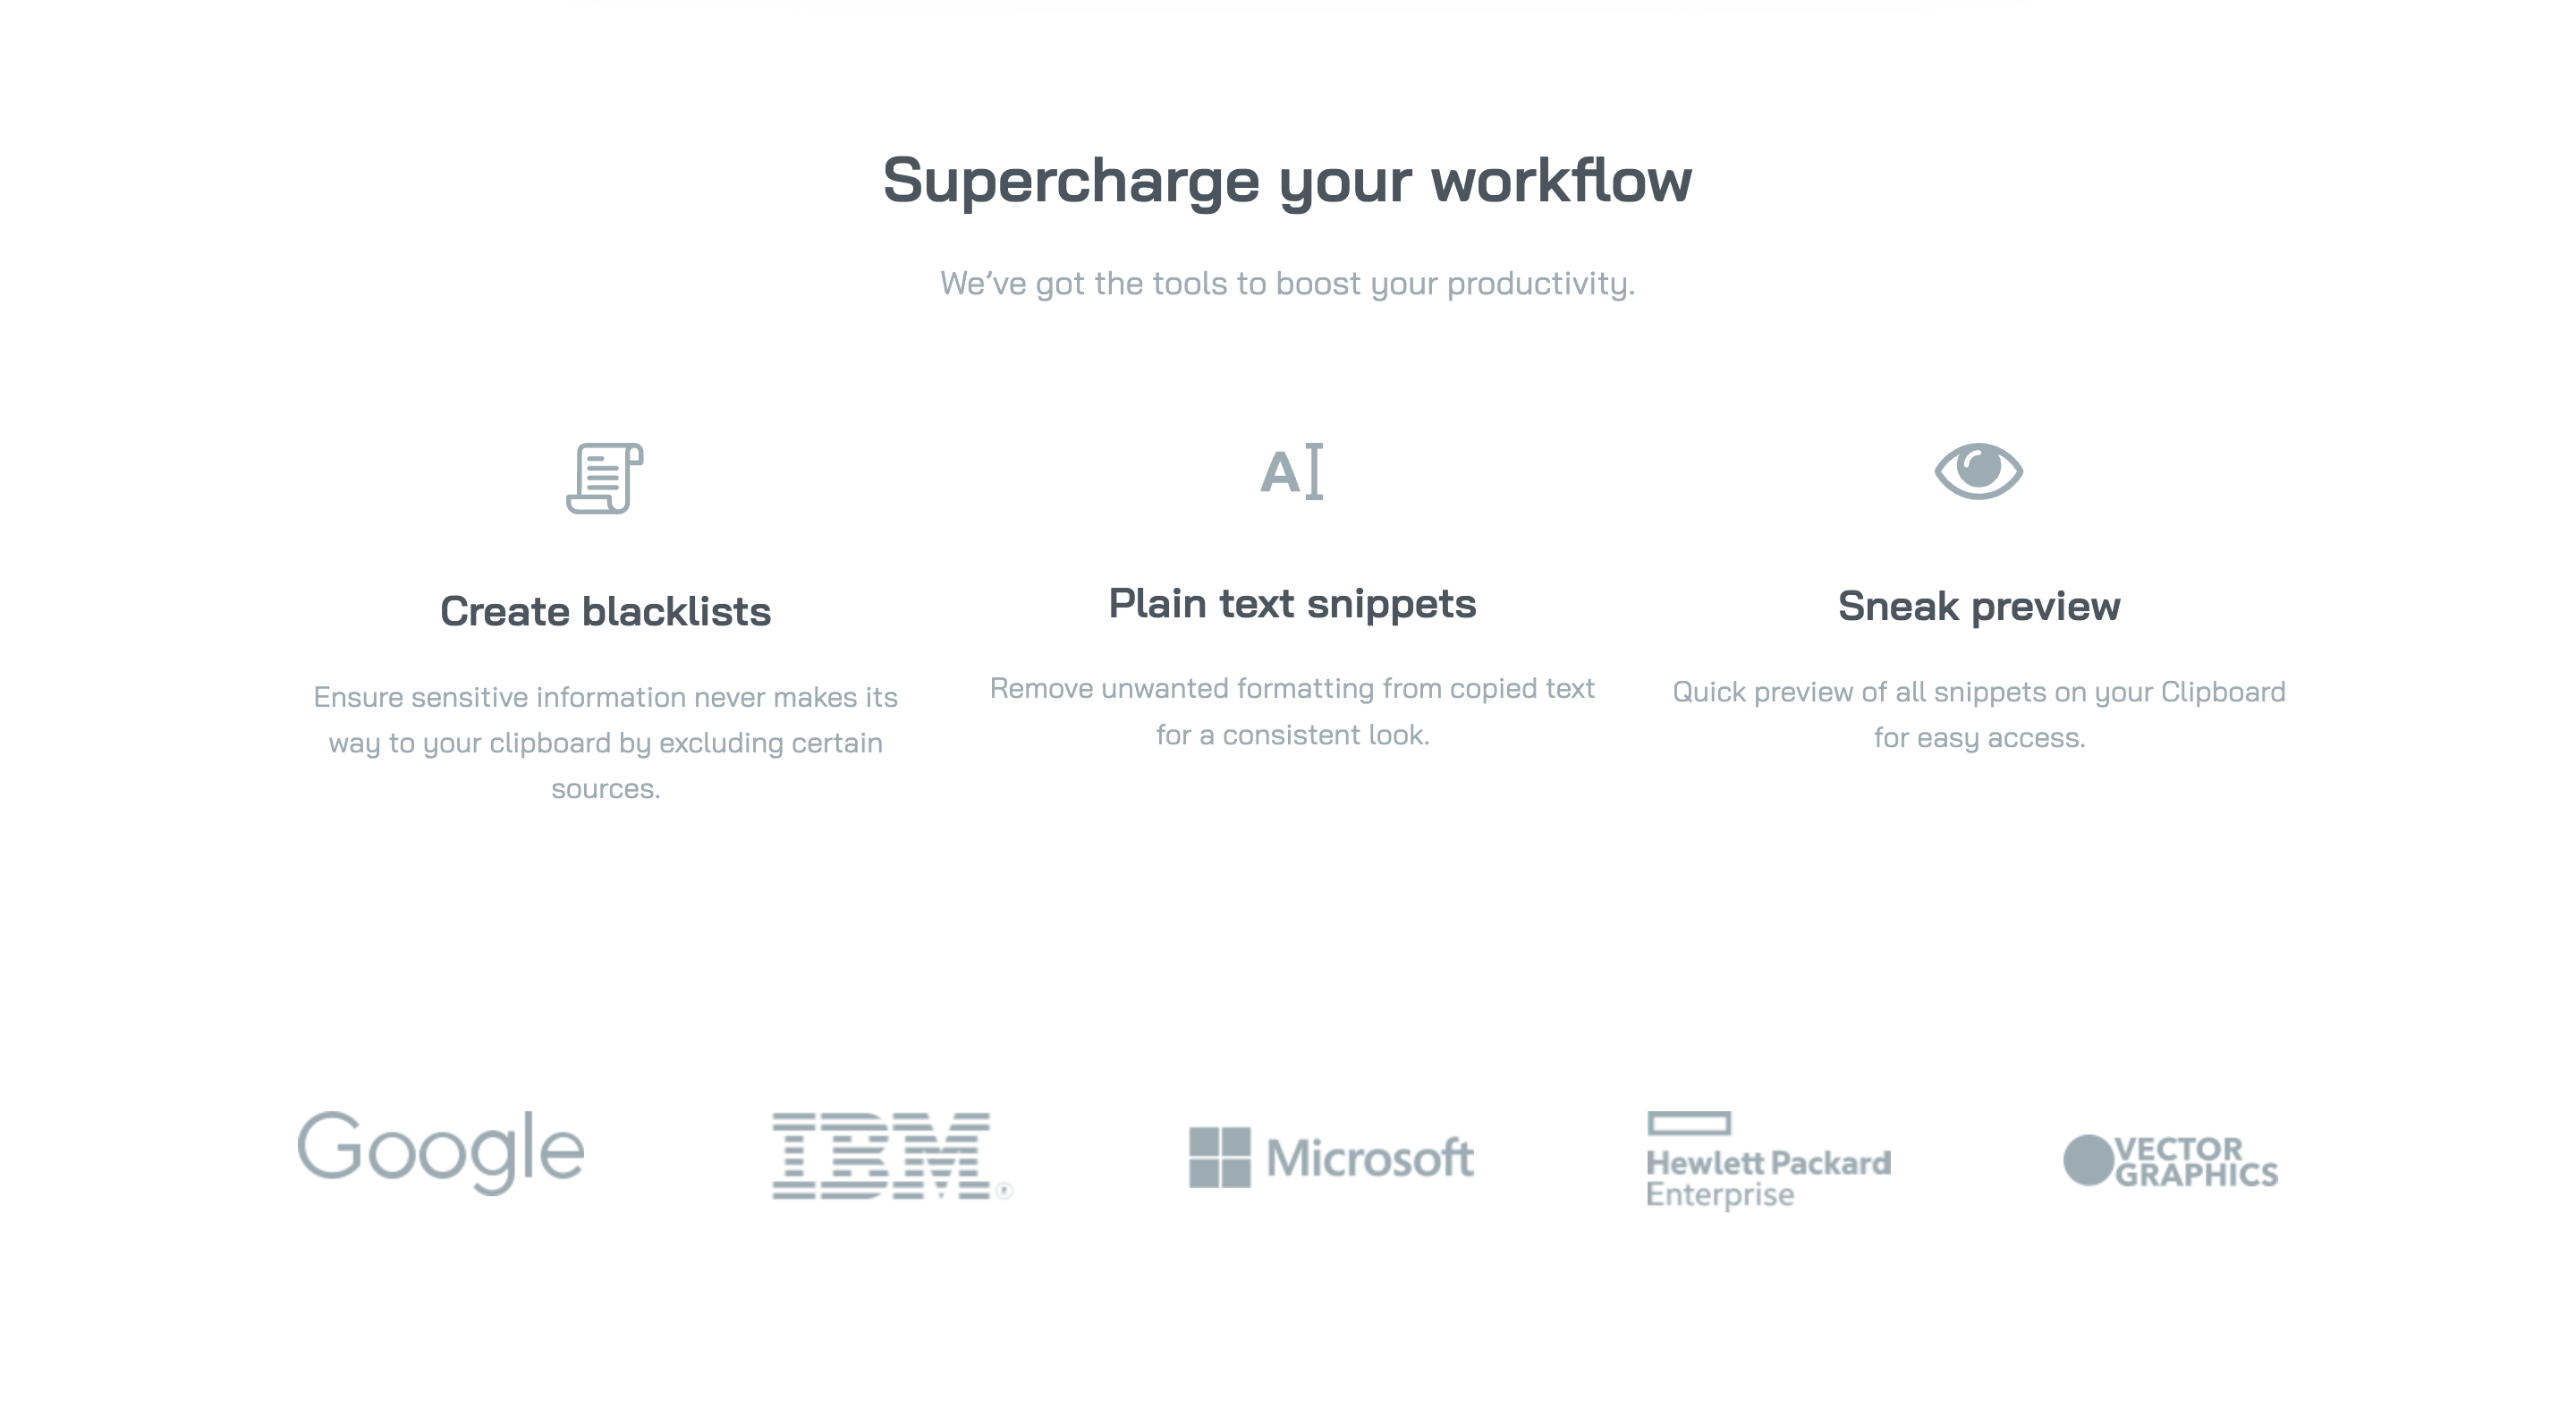 Supercharge your workflow
We’ve got the tools to boost your productivity.
A
Create blacklists
Ensure sensitive information never makes its
way to your clipboard by excluding certain
sources.
Plain text snippets
Remove unwanted formatting from copied text
for a consistent look.
Sneak preview
Quick preview of all snippets on your Clipboard
for easy access.
Google
IBM®
Microsoft
Hewlett Packard
Enterprise
VECTOR
GRAPHICS